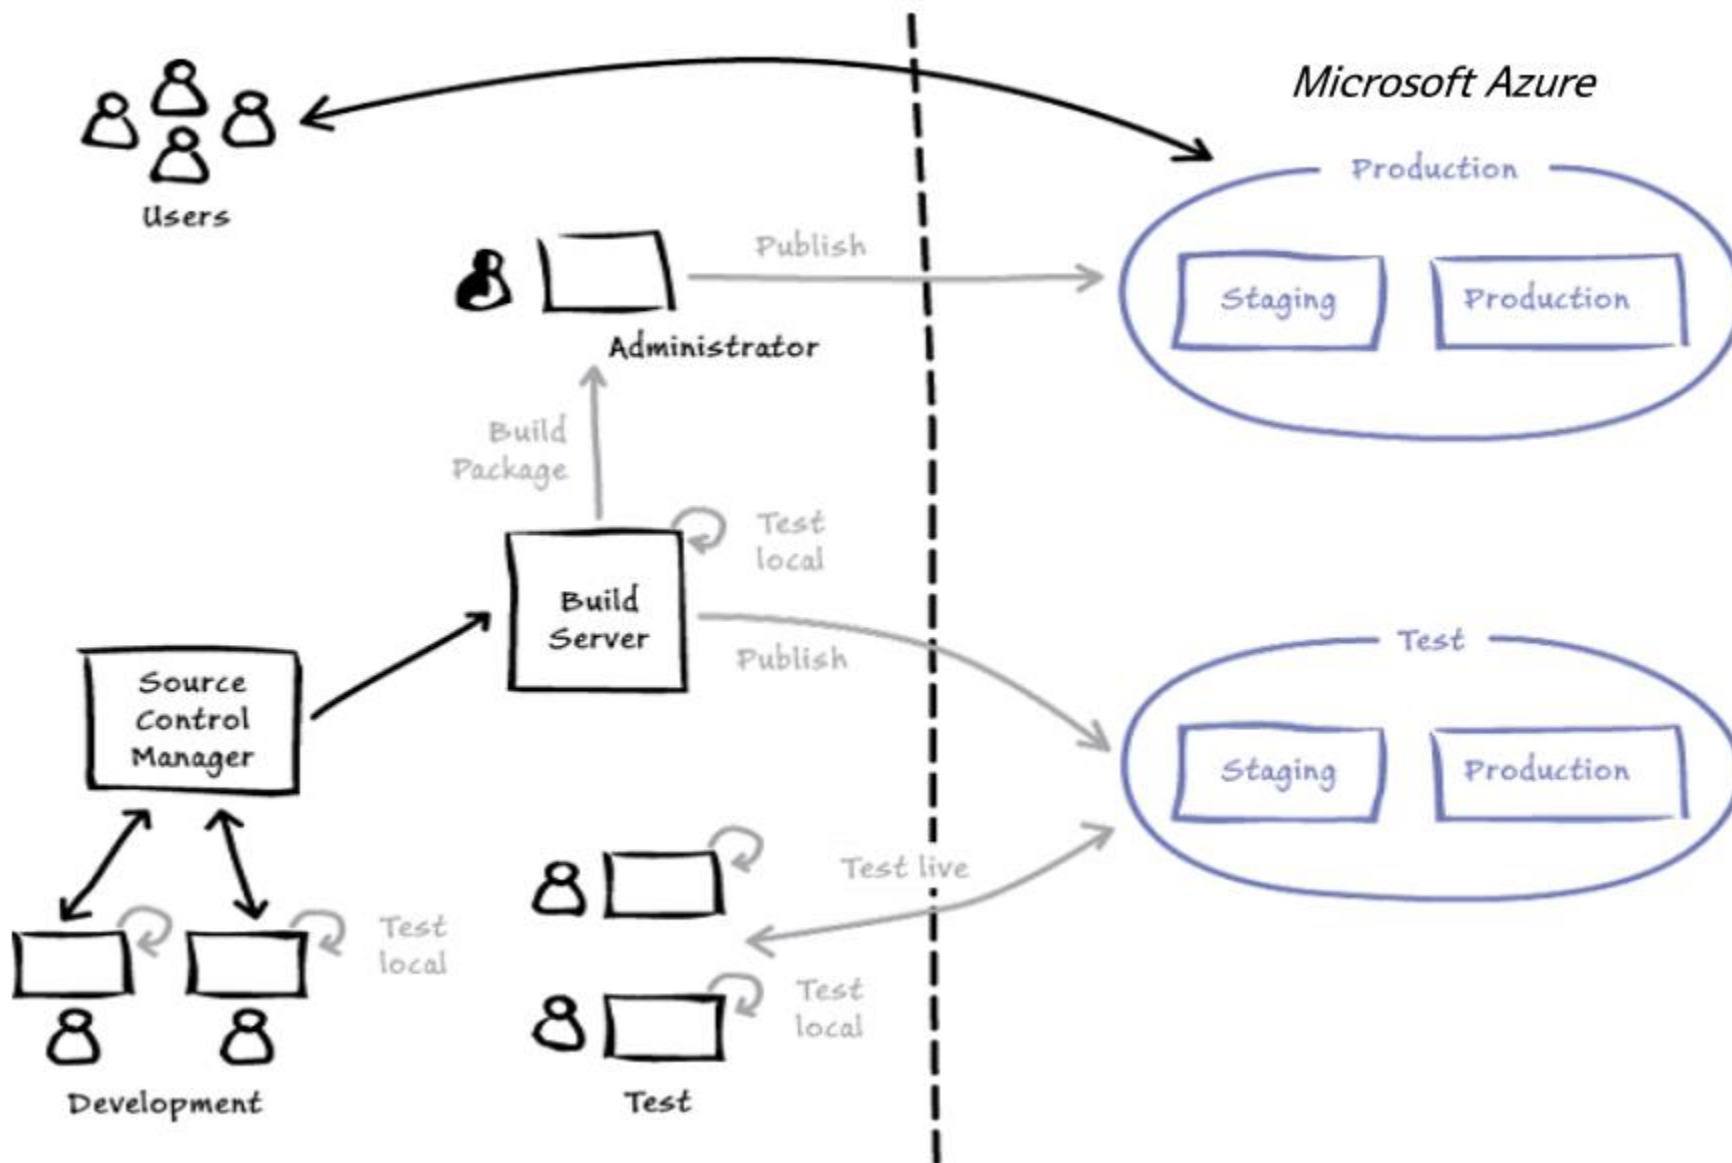 Microsoft Azure
Users
Production
Publish
Staging
Production
Administrator
Build
Package
Test
local
Build
Server
Publish
Source
Control
Manager
Test
Staging
Production
Test live
Test
local
Test
local
Development
Test